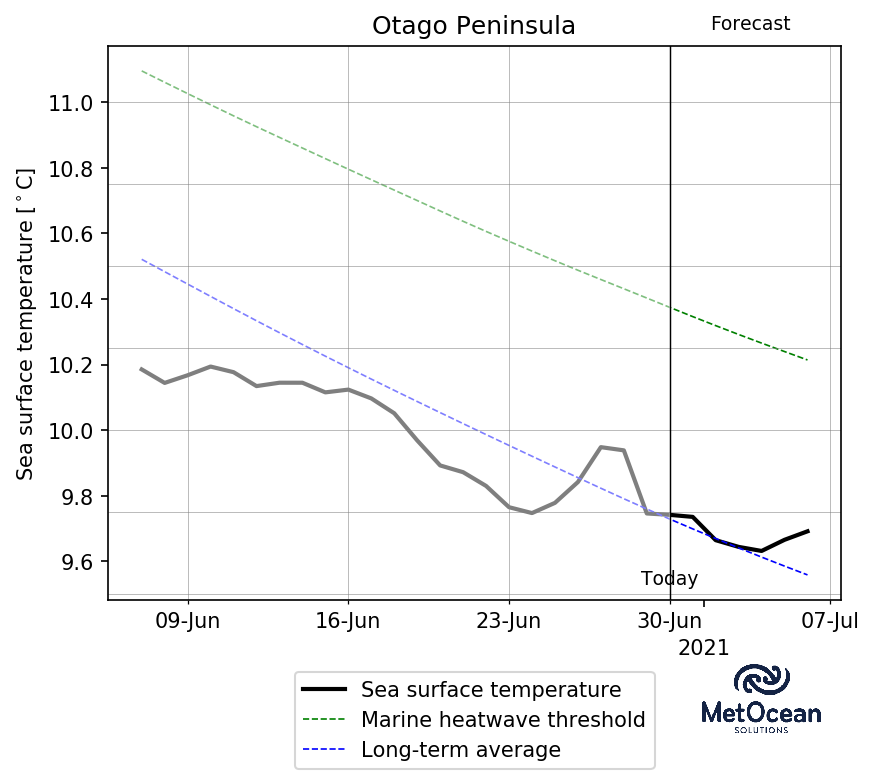 Otago Peninsula
Forecast
Sea surface temperature [°C]
11.0
10.8
10.6
10.4
10.2
10.0
9.8
9.6
Today
09-Jun 16-Jun 23-Jun 30-Jun 07-Jul
2021
Sea surface temperature
Marine heatwave threshold
Long-term average
MetOcean
SOLUTIONS